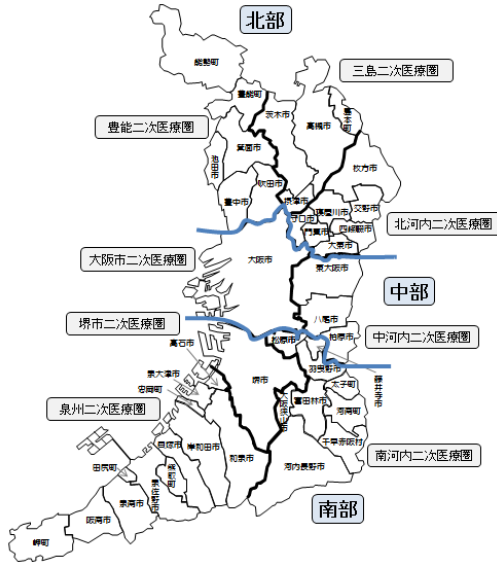 北部
能勢町
三島二次医療圏
豊能町
茨木市
島本町
高槻市
豊能二次医療圏
箕面市
池田市
枚方市
吹田市
豊中市
摂津市
寝屋川市
交野市
守口市
北河内二次医療圏
門真市
四條畷市
大東市
大阪市二次医療圏
大阪市
東大阪市
中部
八尾市
堺市二次医療圏
松原市
柏原市
中河内二次医療圏
高石市
羽曳野市
藤井寺市
泉大津市
堺市
太子町
忠岡町
大阪狭山市
富田林市
泉州二次医療圏
河南町
貝塚市
岸和田市
千早赤阪村
和泉市
南河内二次医療圏
田尻町
熊取町
河内長野市
泉佐野市
泉南市
南部
阪南市
岬町